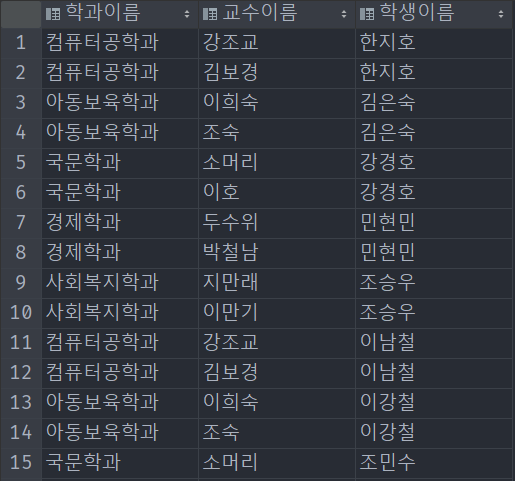 학과이름 교수이름 학생이름
1 컴퓨터공학과 강조교 한지호
2 컴퓨터공학과 김보경 한지호
3 아동보육학과 이희숙 김은숙
4 아동보육학과 조숙 김은숙
5 국문학과 소머리 강경호
6 국문학과 이호 강경호
7 경제학과 두수위 민현민
8 경제학과 박철남 민현민
9 사회복지학과 지만래 조승우
10 사회복지학과 이만기 조승우
11 컴퓨터공학과 강조교 이남철
12 컴퓨터공학과 김보경 이남철
13 아동보육학과 이희숙 이강철
14 아동보육학과 조숙 이강철
15 국문학과 소머리 조민수